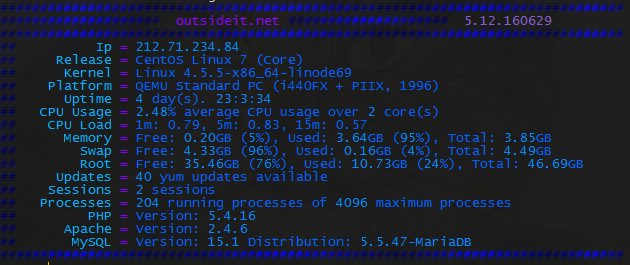 ################################################################################
#################### outsideit.net #################### 5.12.160629
################################################################################
## Ip = 212.71.234.84
## Release = CentOS Linux 7 (Core)
## Kernel = Linux 4.5.5-x86_64-linode69
## Platform = QEMU Standard PC (i440FX + PIIX, 1996)
## Uptime = 4 day(s). 23:3:34
## CPU Usage = 2.48% average CPU usage over 2 core(s)
## CPU Load = 1m: 0.79, 5m: 0.83, 15m: 0.57
## Memory = Free: 0.20GB (5%), Used: 3.64GB (95%), Total: 3.85GB
## Swap = Free: 4.33GB (96%), Used: 0.16GB (4%), Total: 4.49GB
## Root = Free: 35.46GB (76%), Used: 10.73GB (24%), Total: 46.69GB
## Updates = 40 yum updates available
## Sessions = 2 sessions
## Processes = 204 running processes of 4096 maximum processes
## PHP = Version: 5.4.16
## Apache = Version: 2.4.6
## MySQL = Version: 15.1 Distribution: 5.5.47-MariaDB
################################################################################